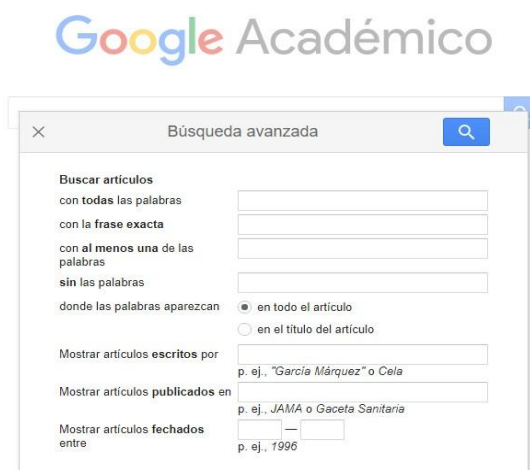 Google Académico
Búsqueda avanzada
Buscar artículos
con todas las palabras
con la frase exacta
con al menos una de las
palabras
sin las palabras
donde las palabras aparezcan
en todo el artículo
en el título del artículo
Mostrar artículos escritos por
p. ej., "García Márquez" o Cela
Mostrar artículos publicados en
p. ej., JAMA o Gaceta Sanitaria
Mostrar artículos fechados
entre
—
p. ej., 1996